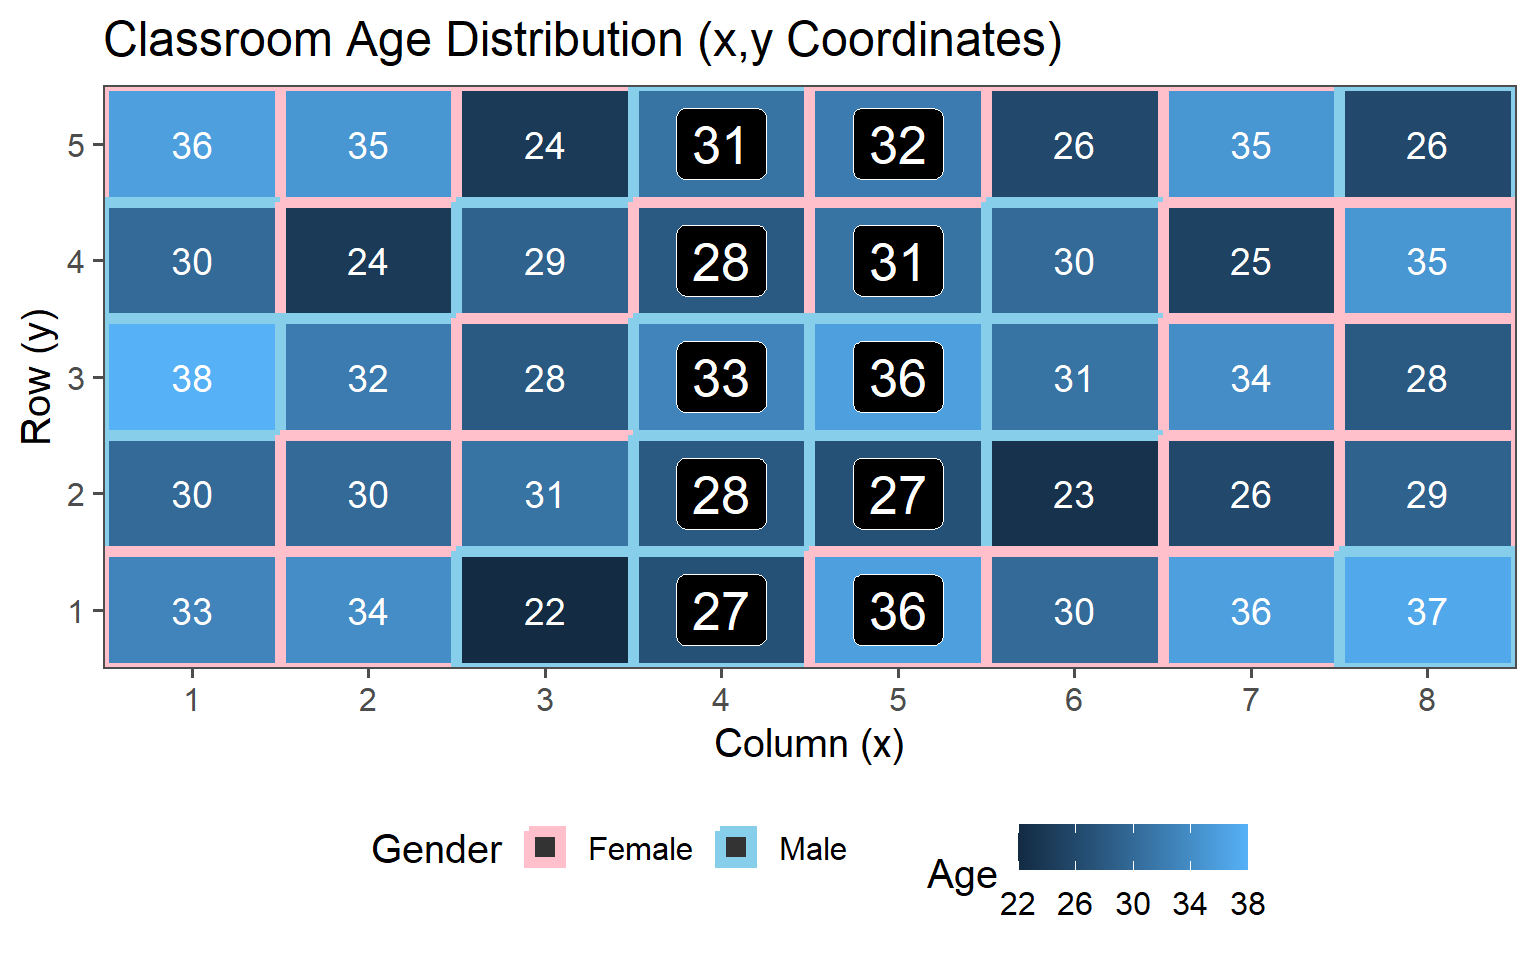 Classroom Age Distribution (x,y Coordinates)
Row (y)
5 36 35 24 31 32 26 35 26
4 30 24 29 28 31 30 25 35
3 38 32 28 33 36 31 34 28
2 30 30 31 28 27 23 26 29
1 33 34 22 27 36 30 36 37
1 2 3 4 5 6 7 8
Column (x)
Gender Female Male
Age
22 26 30 34 38